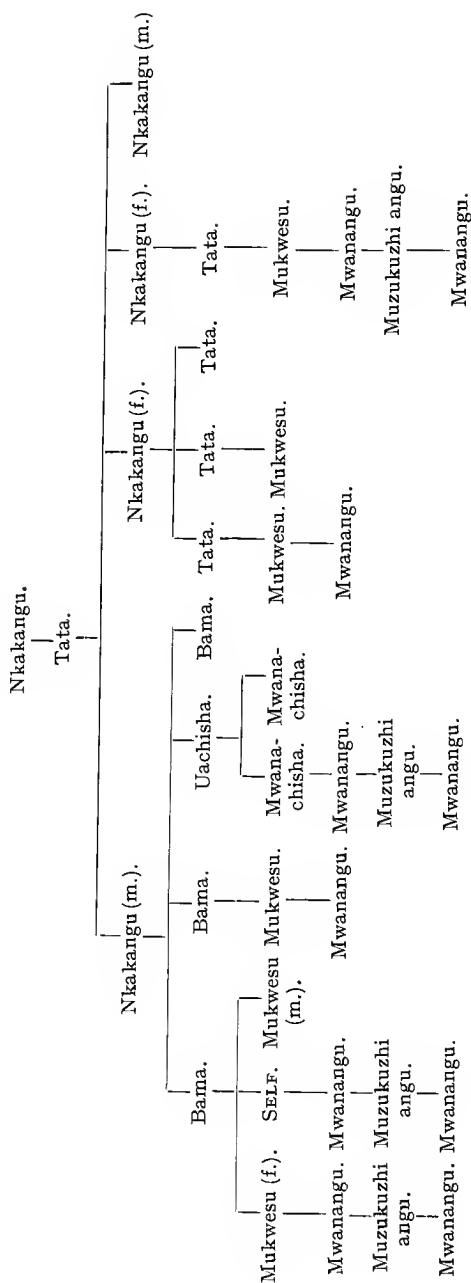 Nkakangu.
Tata.
Nkakangu (m.). Nkakangu (f.). Nkakangu (f.). Nkakangu (m.)
Bama. Bama. Uachisha. Bama. Tata. Tata. Tata. Tata.
Mukwesu (f.). SELF. Mukwesu Mukwesu Mwana- Mwana- Mukwesu. Mukwesu. Mukwesu.
(m.). chisha. chisha.
Mwanangu. Mwanangu. Mwanangu. Mwanangu. Mwanangu. Mwanangu.
Muzukuzhi Muzukuzhi Muzukuzhi Muzukuzhi angu.
angu. angu. angu.
Mwanangu. Mwanangu. Mwanangu. Mwanangu.